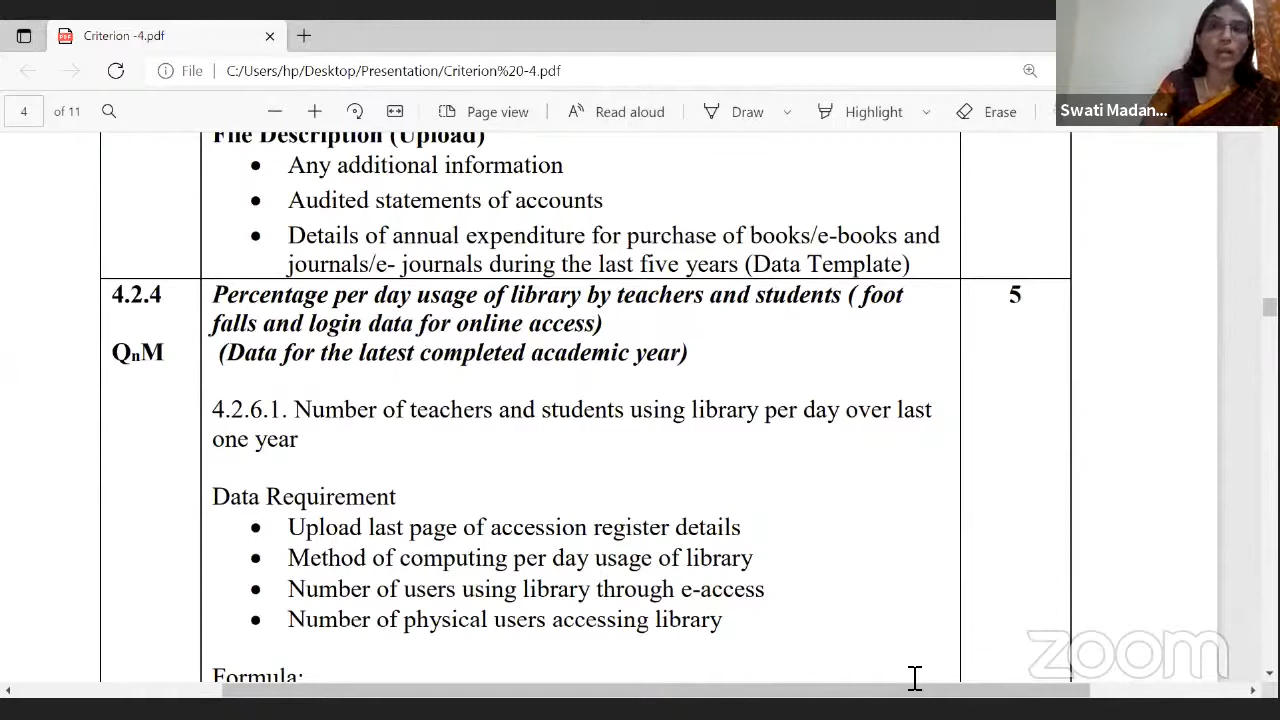 Criterion -4.pdf
File
C:/Users/hp/Desktop/Presentation/Criterion%20-4.pdf
4 of 11
Page view
Read aloud
Draw
Highlight
Erase
Swati Madan...
File Description (Upload)
• Any additional information
• Audited statements of accounts
• Details of annual expenditure for purchase of books/e-books and
journals/e- journals during the last five years (Data Template)
4.2.4 Percentage per day usage of library by teachers and students ( foot 5
falls and login data for online access)
QnM (Data for the latest completed academic year)
4.2.6.1. Number of teachers and students using library per day over last
one year
Data Requirement
• Upload last page of accession register details
• Method of computing per day usage of library
• Number of users using library through e-access
• Number of physical users accessing library
Formula:
zoom